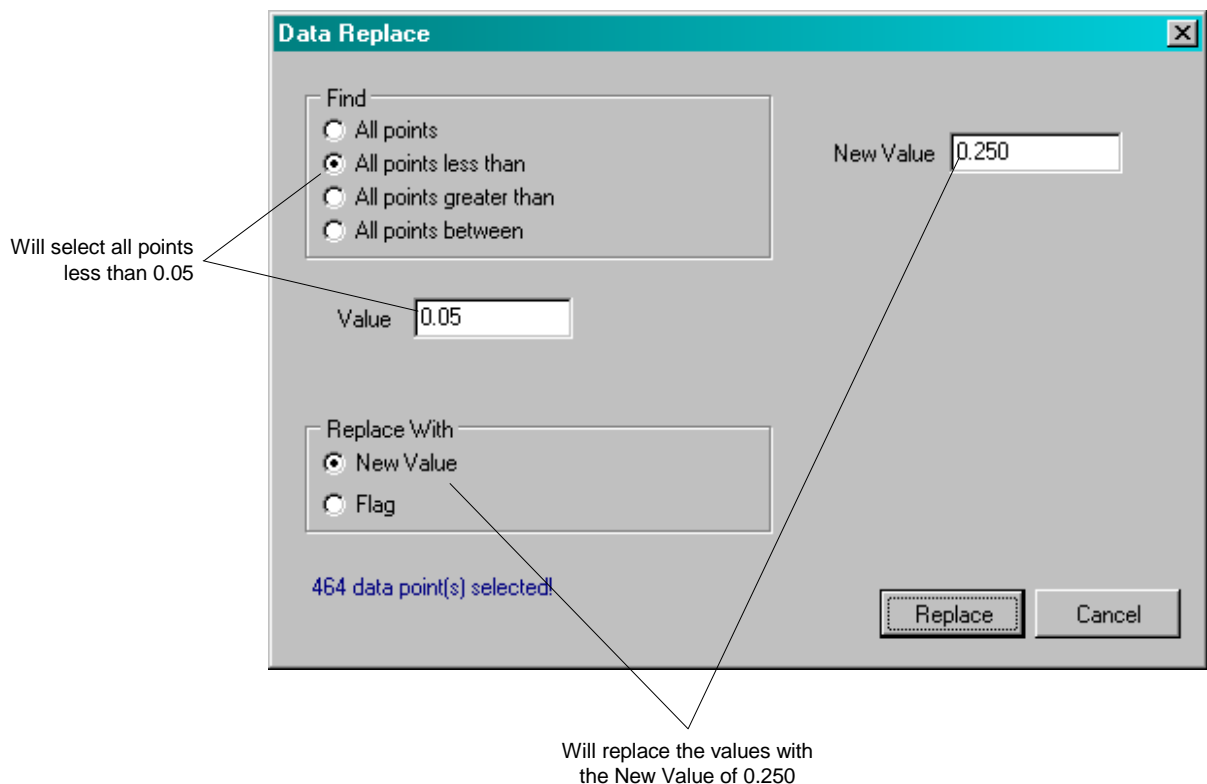 Data Replace
Find
All points
All points less than
All points greater than
All points between
New Value 0.250
Will select all points
less than 0.05
Value 0.05
Replace With
New Value
Flag
464 data point(s) selected!
Replace Cancel
Will replace the values with
the New Value of 0.250